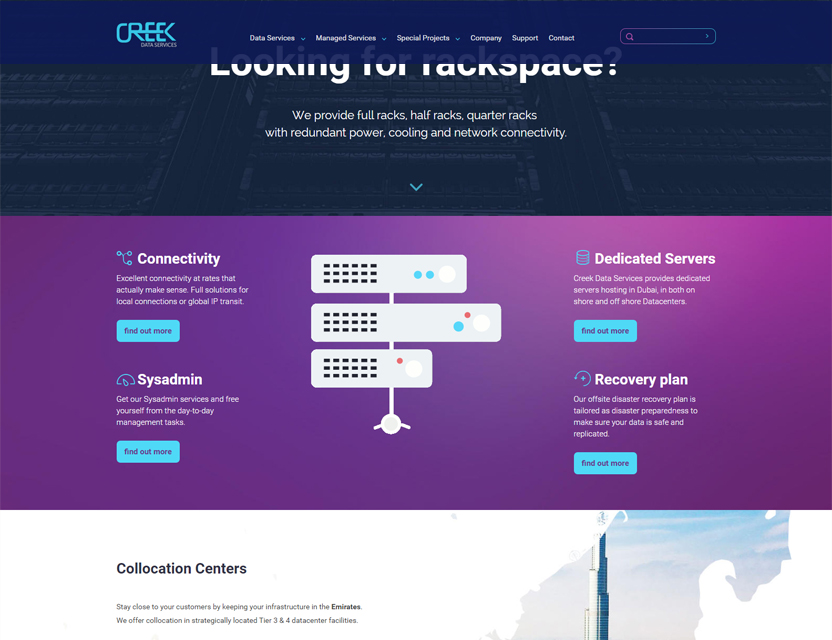 CREEK
DATA SERVICES
Data Services
Managed Services
Special Projects
Company
Support
Contact
Looking for rackspace?
We provide full racks, half racks, quarter racks
with redundant power, cooling and network connectivity.
Connectivity
Excellent connectivity at rates that
actually make sense. Full solutions for
local connections or global IP transit.
find out more
Sysadmin
Get our Sysadmin services and free
yourself from the day-to-day
management tasks.
find out more
Dedicated Servers
Creek Data Services provides dedicated
servers hosting in Dubai, in both on
shore and off shore Datacenters.
find out more
Recovery plan
Our offsite disaster recovery plan is
tailored as disaster preparedness to
make sure your data is safe and
replicated.
find out more
Collocation Centers
Stay close to your customers by keeping your infrastructure in the Emirates.
We offer collocation in strategically located Tier 3 & 4 datacenter facilities.